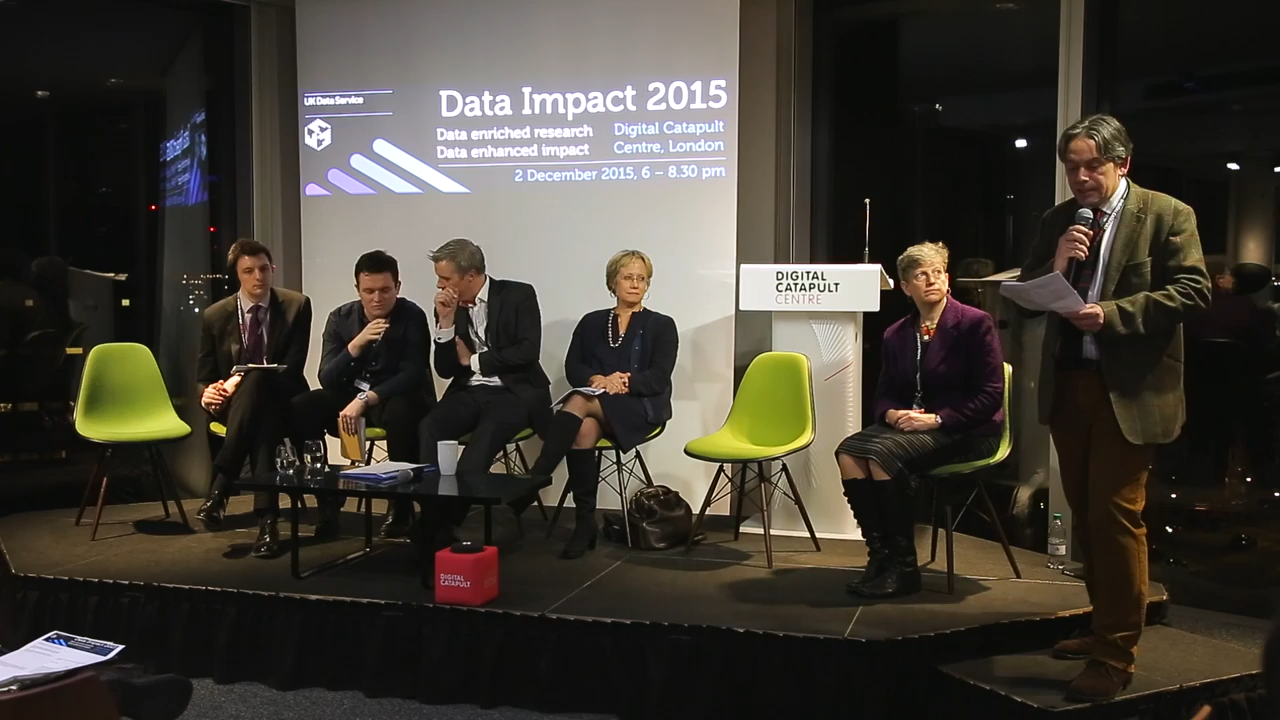 UK Data Service
Data Impact 2015
Data enriched research
Data enhanced impact
Digital Catapult
Centre, London
2 December 2015, 6 – 8.30 pm
DIGITAL
CATAPULT
CENTRE
DIGITAL
CATAPULT